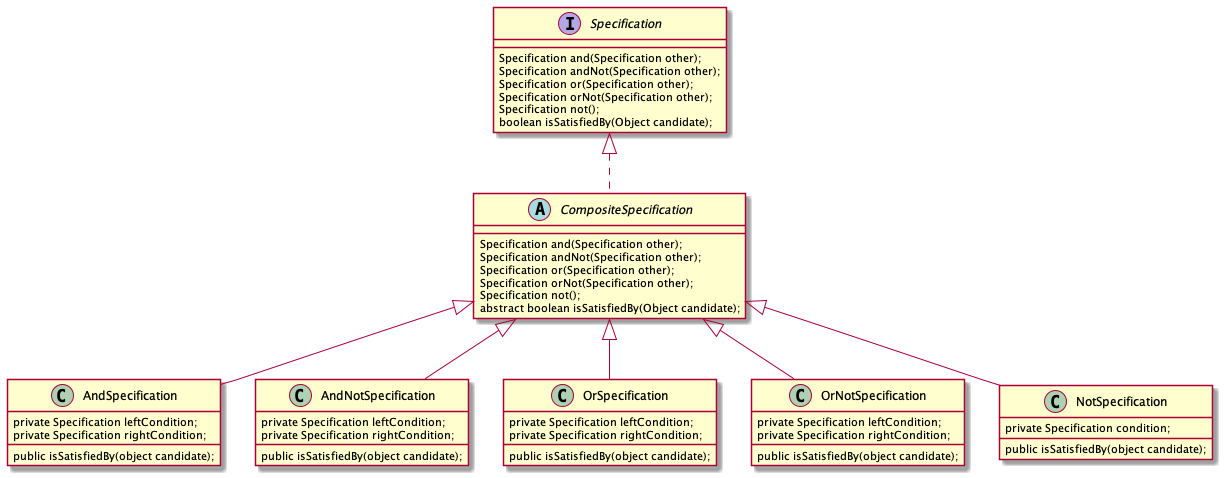 I Specification
Specification and(Specification other);
Specification andNot(Specification other);
Specification or(Specification other);
Specification orNot(Specification other);
Specification not();
boolean isSatisfiedBy(Object candidate);
A CompositeSpecification
Specification and(Specification other);
Specification andNot(Specification other);
Specification or(Specification other);
Specification orNot(Specification other);
Specification not();
abstract boolean isSatisfiedBy(Object candidate);
C AndSpecification
private Specification leftCondition;
private Specification rightCondition;
public isSatisfiedBy(object candidate);
C AndNotSpecification
private Specification leftCondition;
private Specification rightCondition;
public isSatisfiedBy(object candidate);
C OrSpecification
private Specification leftCondition;
private Specification rightCondition;
public isSatisfiedBy(object candidate);
C OrNotSpecification
private Specification leftCondition;
private Specification rightCondition;
public isSatisfiedBy(object candidate);
C NotSpecification
private Specification condition;
public isSatisfiedBy(object candidate);